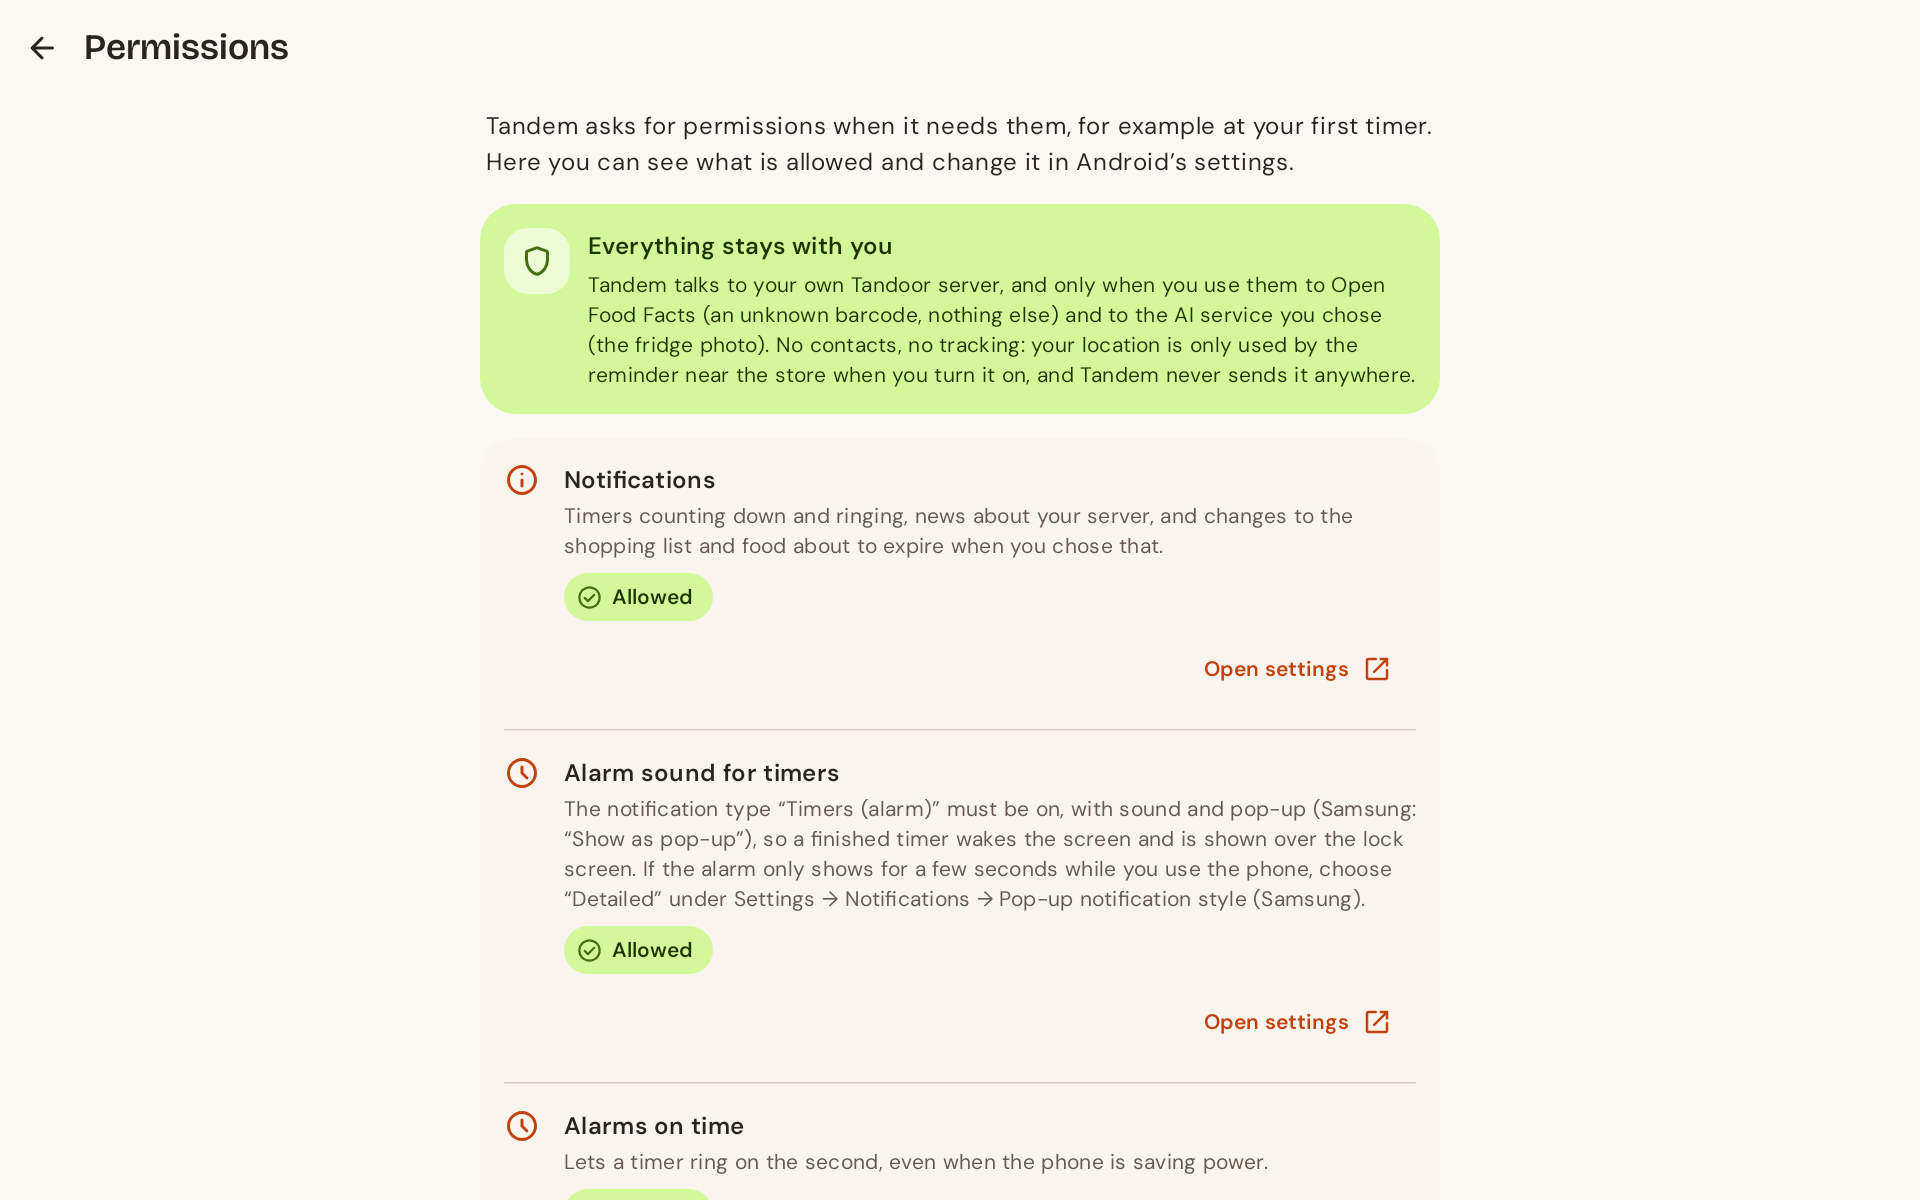 Permissions
Tandem asks for permissions when it needs them, for example at your first timer.
Here you can see what is allowed and change it in Android’s settings.
Everything stays with you
Tandem talks to your own Tandoor server, and only when you use them to Open
Food Facts (an unknown barcode, nothing else) and to the AI service you chose
(the fridge photo). No contacts, no tracking: your location is only used by the
reminder near the store when you turn it on, and Tandem never sends it anywhere.
Notifications
Timers counting down and ringing, news about your server, and changes to the
shopping list and food about to expire when you chose that.
Allowed
Open settings
Alarm sound for timers
The notification type “Timers (alarm)” must be on, with sound and pop-up (Samsung:
“Show as pop-up”), so a finished timer wakes the screen and is shown over the lock
screen. If the alarm only shows for a few seconds while you use the phone, choose
“Detailed” under Settings → Notifications → Pop-up notification style (Samsung).
Allowed
Open settings
Alarms on time
Lets a timer ring on the second, even when the phone is saving power.